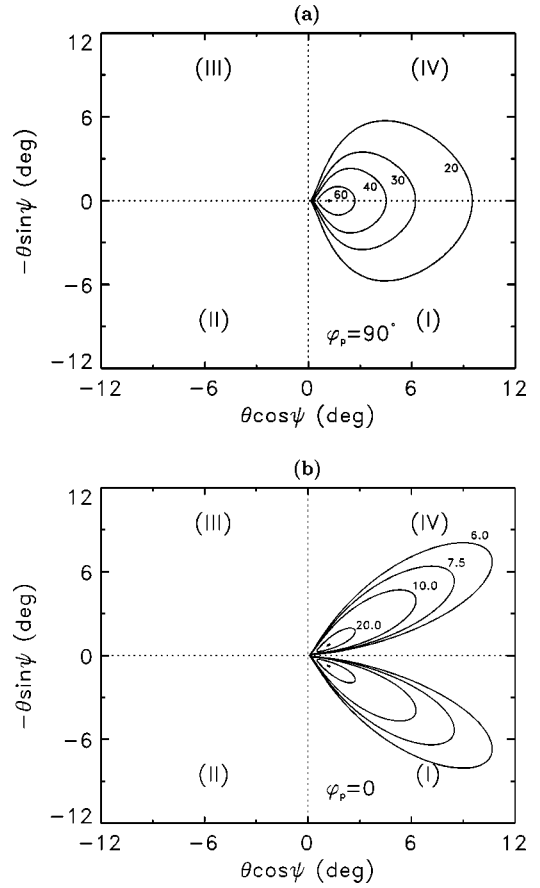 (a)
12
6
0
−6
−12
−θsinψ (deg)
(III)
(IV)
20
30
40
60
(II)
(I)
φₚ=90°
−12
−6
0
6
12
θcosψ (deg)
(b)
12
6
0
−6
−12
−θsinψ (deg)
(III)
(IV)
6.0
7.5
10.0
20.0
(II)
(I)
φₚ=0
−12
−6
0
6
12
θcosψ (deg)